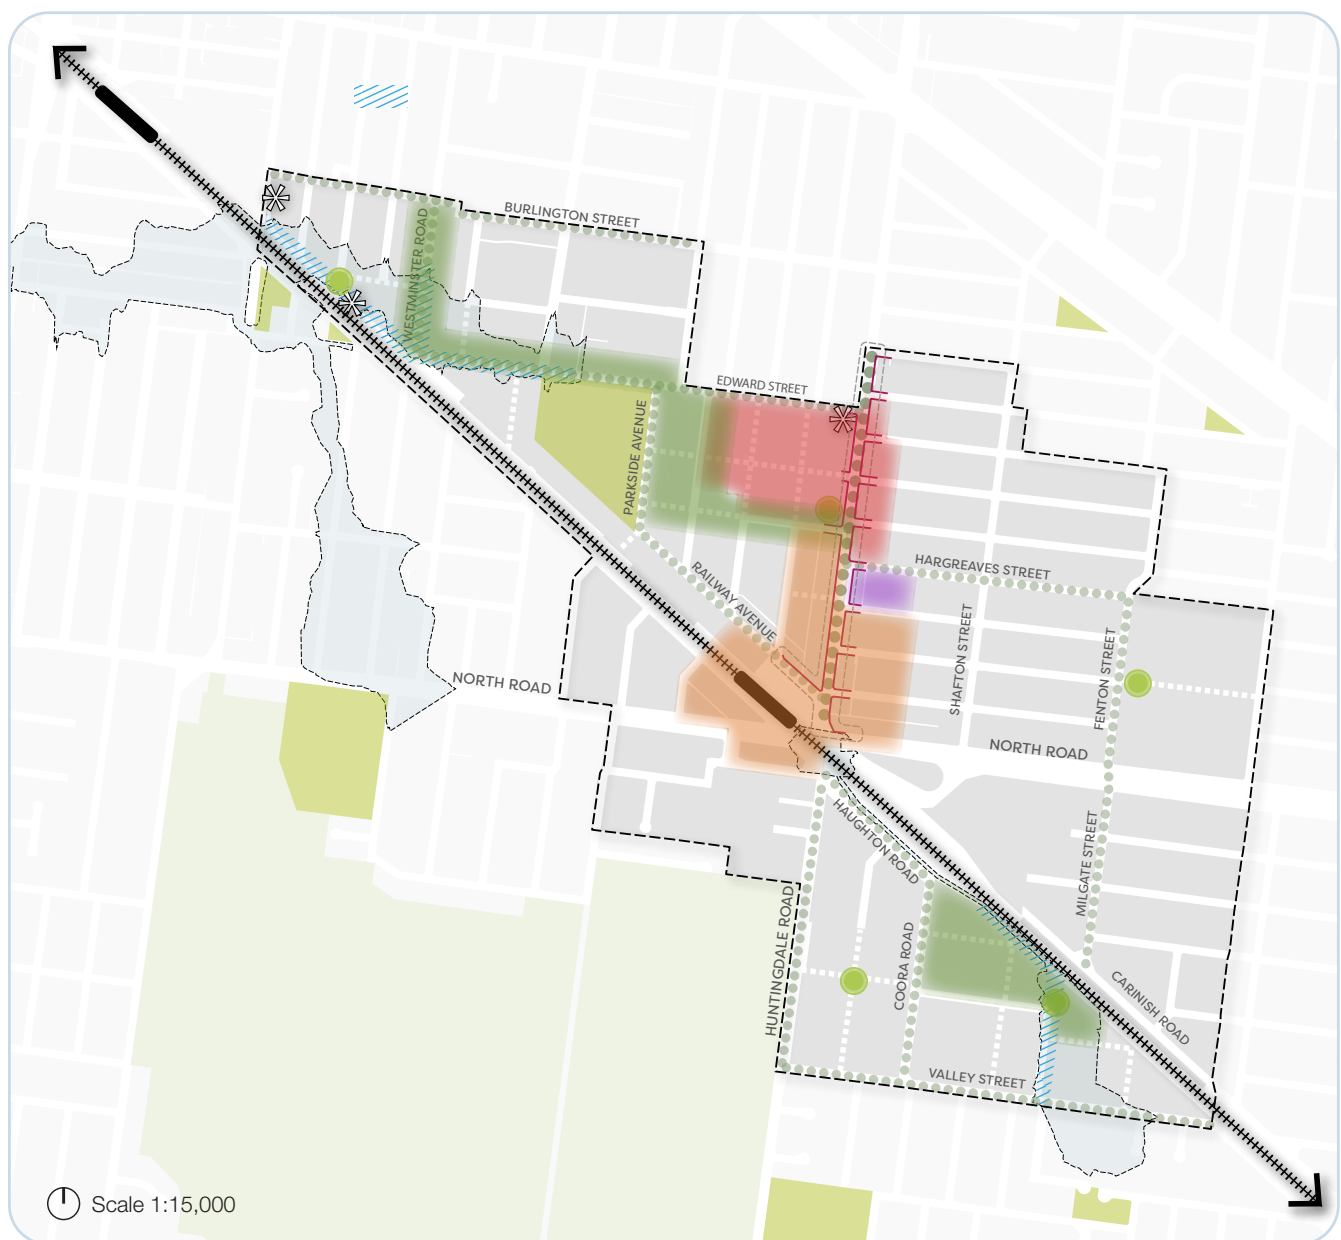 BURLINGTON STREET
WESTMINSTER ROAD
EDWARD STREET
PARKSIDE AVENUE
HARGREAVES STREET
RAILWAY AVENUE
SHAFTON STREET
FENTON STREET
NORTH ROAD
NORTH ROAD
HAUGHTON ROAD
MILGATE STREET
HUNTINGDALE ROAD
COORA ROAD
CARINISH ROAD
VALLEY STREET
Scale 1:15,000